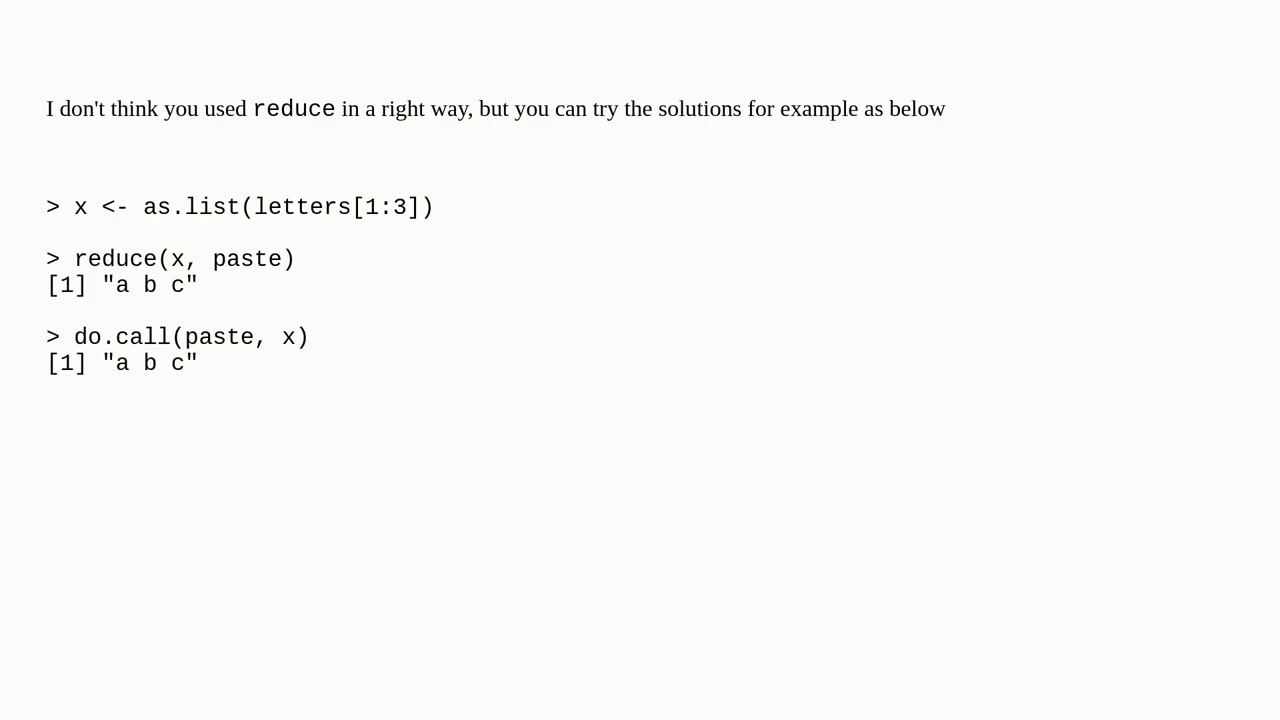 I don't think you used reduce in a right way, but you can try the solutions for example as below
> x <- as.list(letters[1:3])
> reduce(x, paste)
[1] "a b c"
> do.call(paste, x)
[1] "a b c"